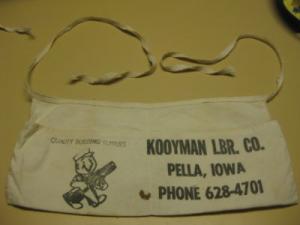 QUALITY BUILDING SUPPLIES
KOOYMAN LBR. CO.
PELLA, IOWA
PHONE 628-4701